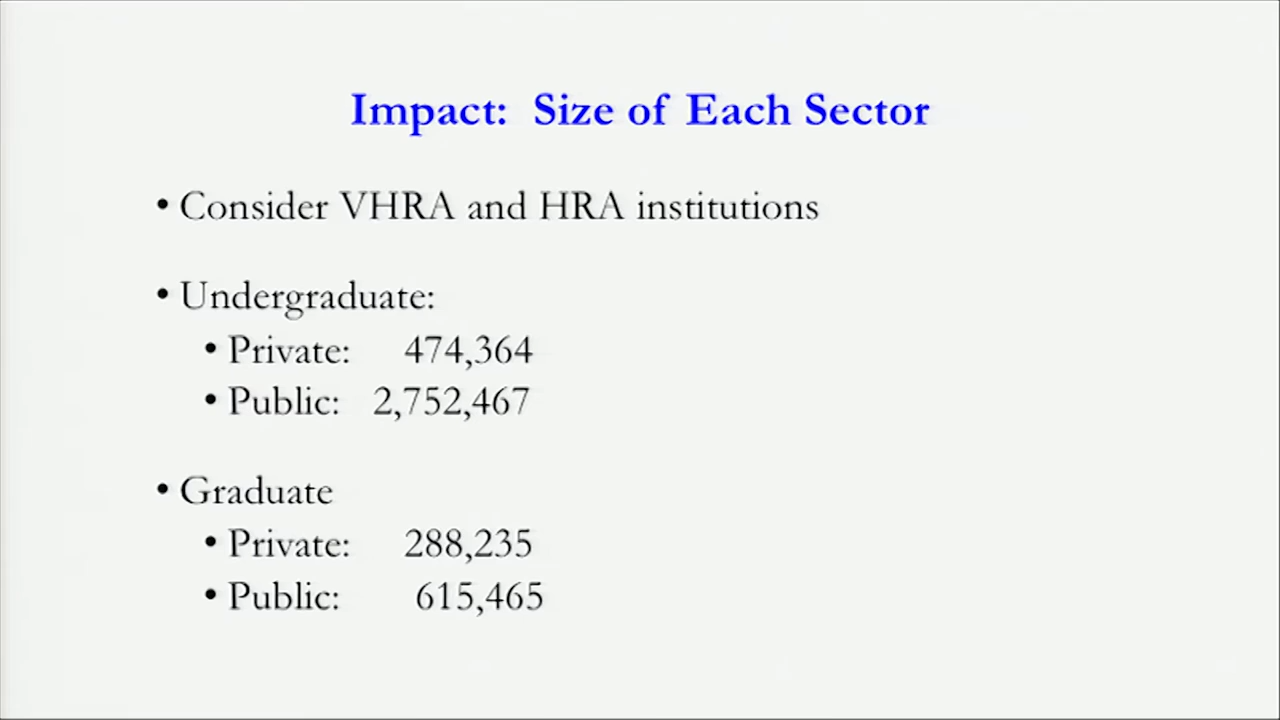 Impact: Size of Each Sector
• Consider VHRA and HRA institutions
• Undergraduate:
• Private: 474,364
• Public: 2,752,467
• Graduate
• Private: 288,235
• Public: 615,465